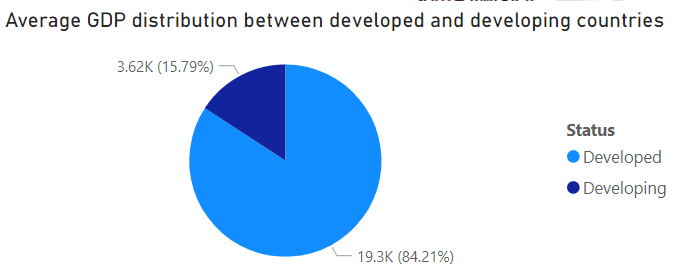 Average GDP distribution between developed and developing countries
3.62K (15.79%)
Status
Developed
Developing
19.3K (84.21%)